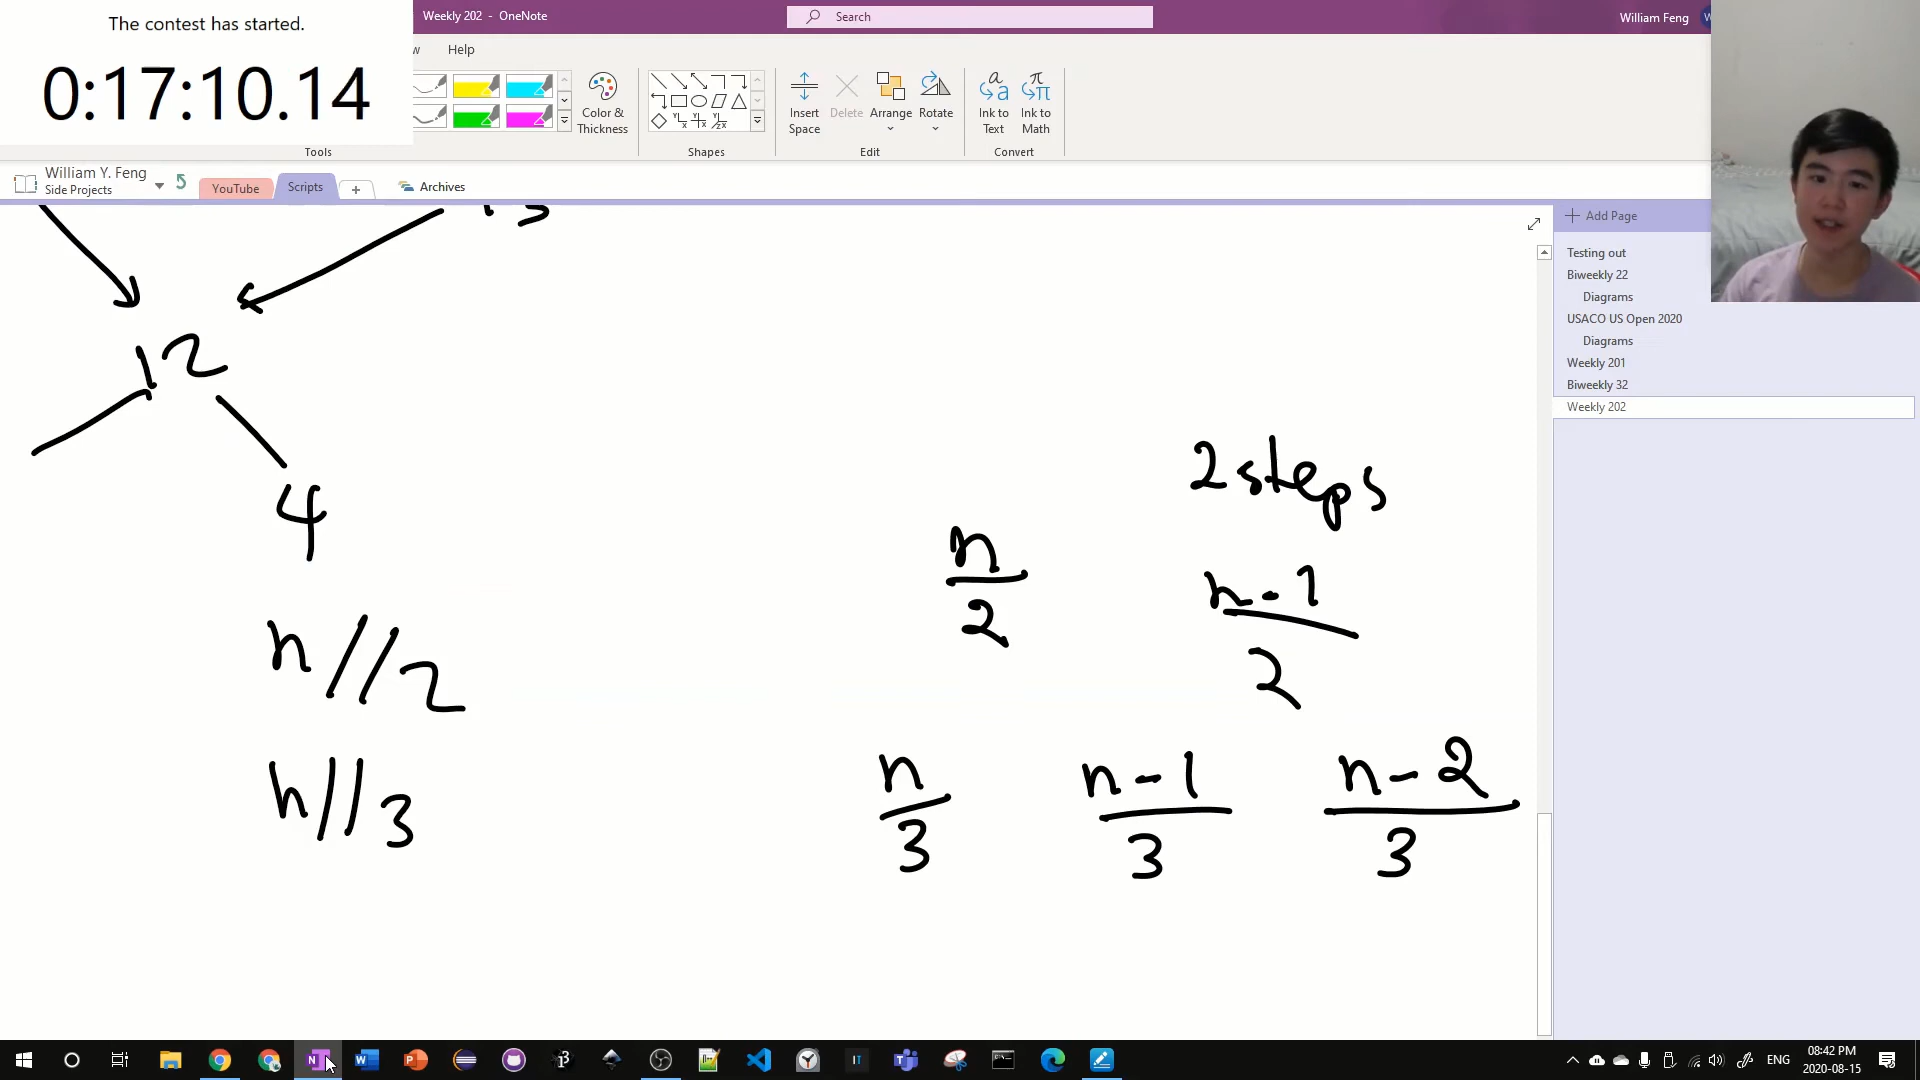 The contest has started.
0:17:10.14
Weekly 202 - OneNote
Search
William Feng
Help
Color & Thickness
Insert Space
Delete
Arrange
Rotate
Ink to Text
Ink to Math
Tools
Shapes
Edit
Convert
William Y. Feng
Side Projects
YouTube
Scripts
Archives
Add Page
Testing out
Biweekly 22
Diagrams
USACO US Open 2020
Diagrams
Weekly 201
Biweekly 32
Weekly 202
12
4
n//2
n//3
2 steps
n
2
n-1
2
n
3
n-1
3
n-2
3
ENG
08:42 PM
2020-08-15